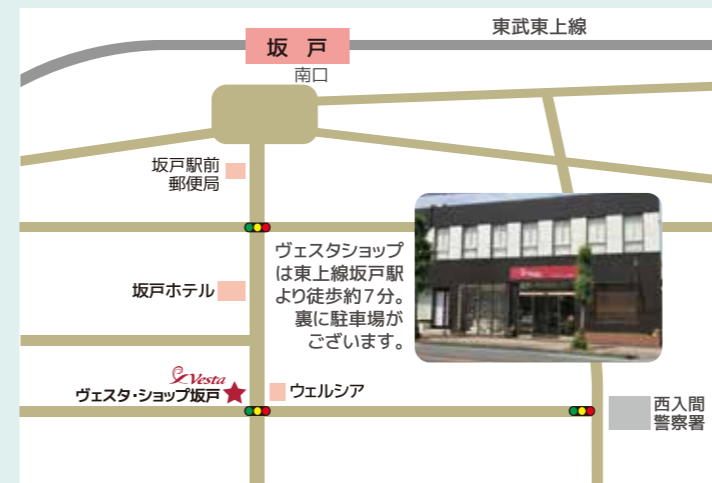 東武東上線
坂 戸
南口
坂戸駅前
郵便局
ヴェスタショップ
は東上線坂戸駅
より徒歩約7分。
裏に駐車場が
ございます。
Vesta
坂戸ホテル
Vesta
ヴェスタ・ショップ坂戸
ウェルシア
西入間
警察署